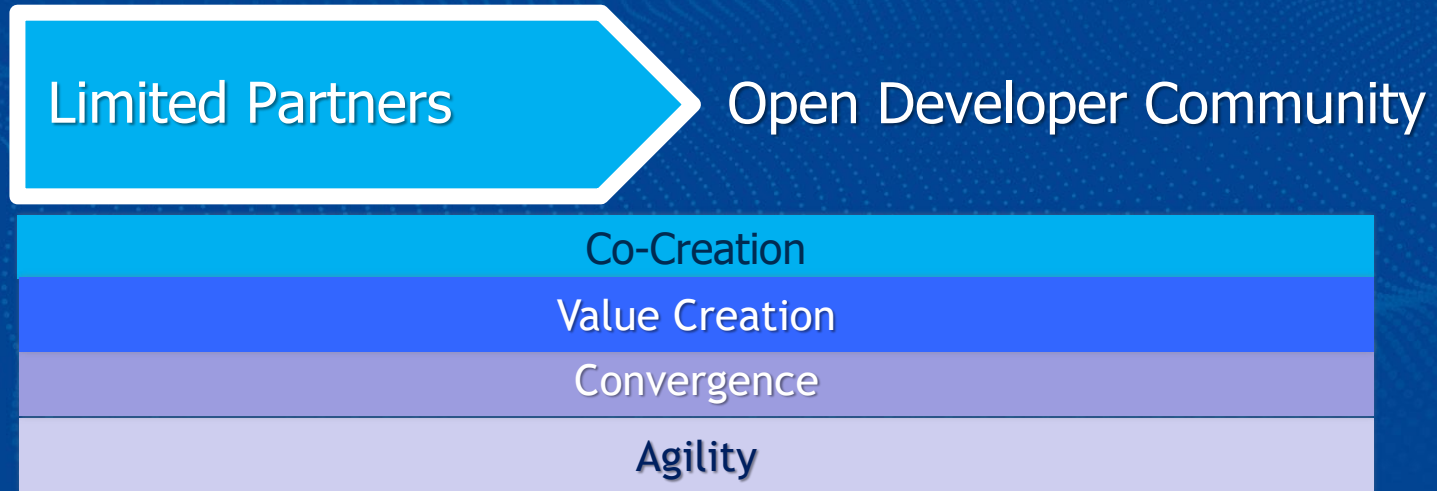 Limited Partners
Open Developer Community
Co-Creation
Value Creation
Convergence
Agility